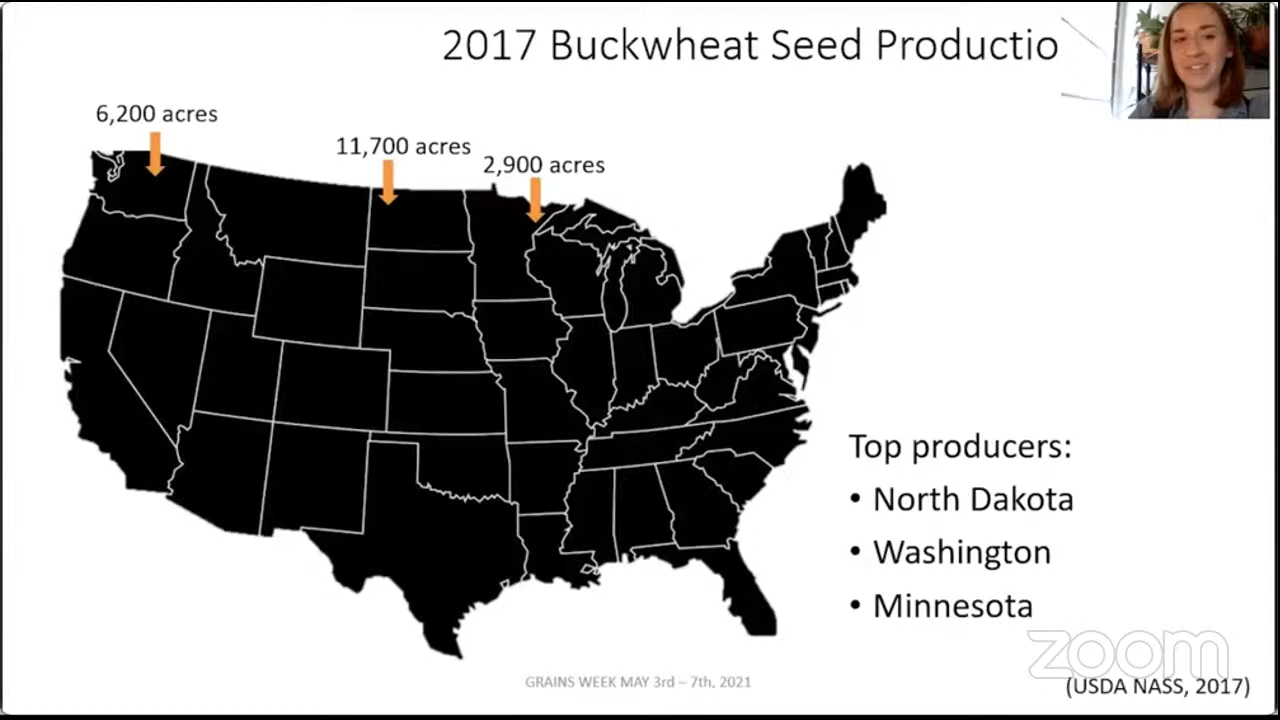 2017 Buckwheat Seed Productio
6,200 acres
11,700 acres
2,900 acres
Top producers:
• North Dakota
• Washington
• Minnesota
zoom
(USDA NASS, 2017)
GRAINS WEEK MAY 3rd – 7th, 2021